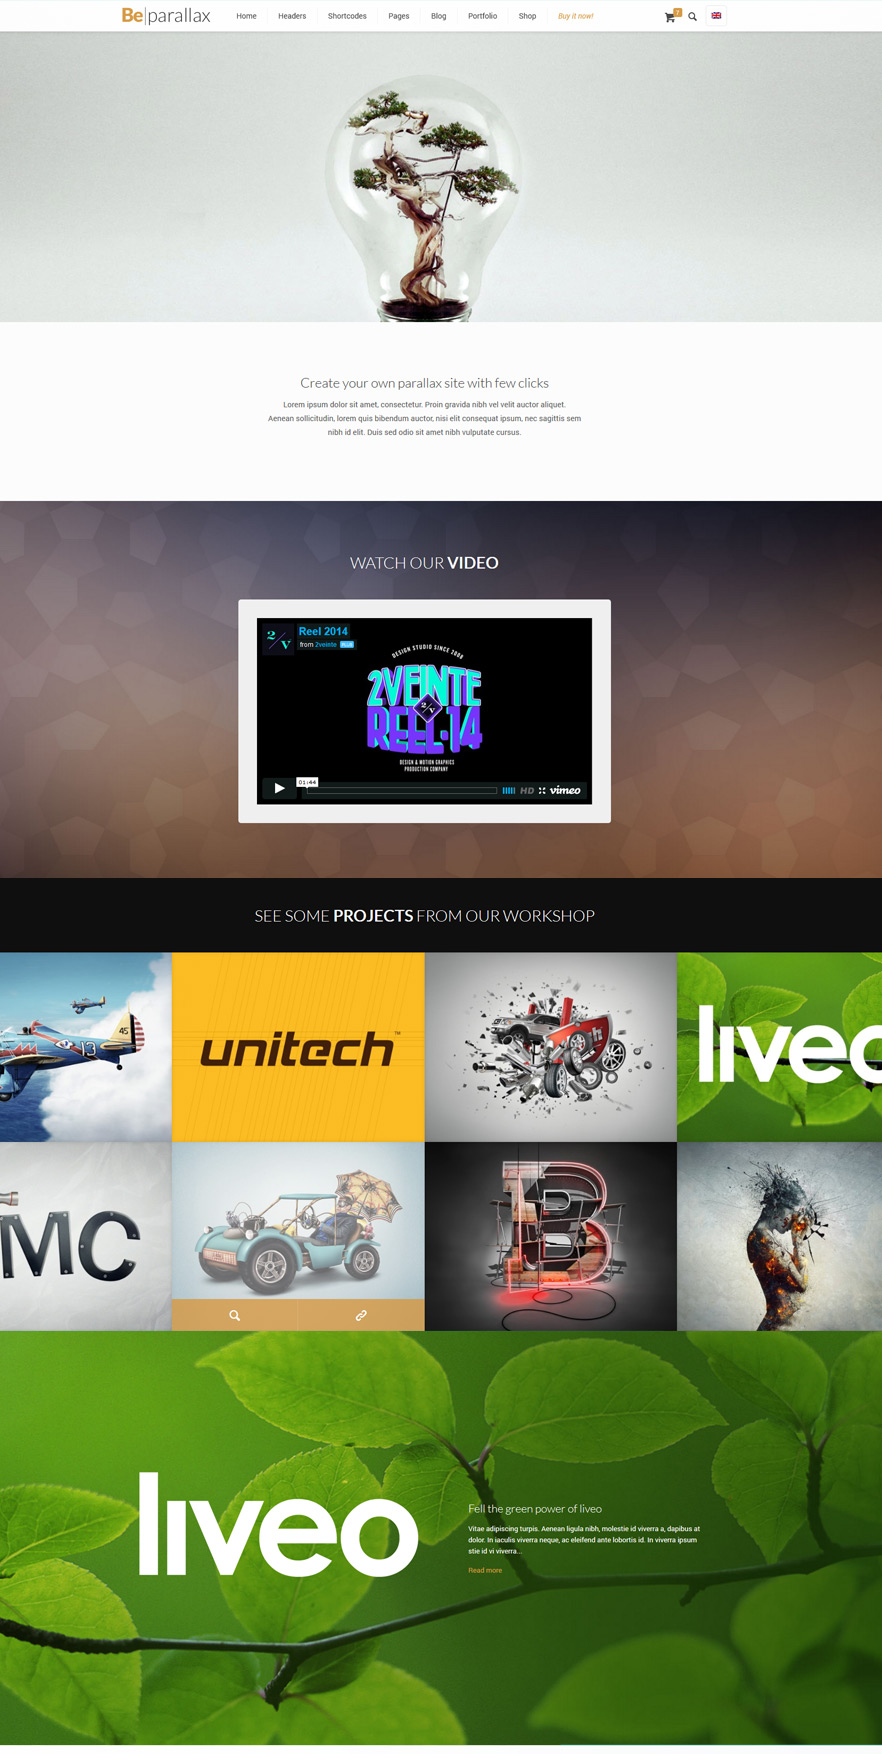 Be|parallax
Home Headers Shortcodes Pages Blog Portfolio Shop Buy it now!
Create your own parallax site with few clicks
Lorem ipsum dolor sit amet, consectetur. Proin gravida nibh vel velit auctor aliquet.
Aenean sollicitudin, lorem quis bibendum auctor, nisi elit consequat ipsum, nec sagittis sem
nibh id elit. Duis sed odio sit amet nibh vulputate cursus.
WATCH OUR VIDEO
2/V
Reel 2014
from 2veinte PLUS
DESIGN STUDIO SINCE 2008
2VEINTE
2/V
REEL·14
DESIGN & MOTION GRAPHICS
PRODUCTION COMPANY
01:44
HD vimeo
SEE SOME PROJECTS FROM OUR WORKSHOP
45
13
unitech™
liveo
MC
B
liveo
Fell the green power of liveo
Vitae adipiscing turpis. Aenean ligula nibh, molestie id viverra a, dapibus at
dolor. In iaculis viverra neque, ac eleifend ante lobortis id. In viverra ipsum
stie id vi viverra...
Read more